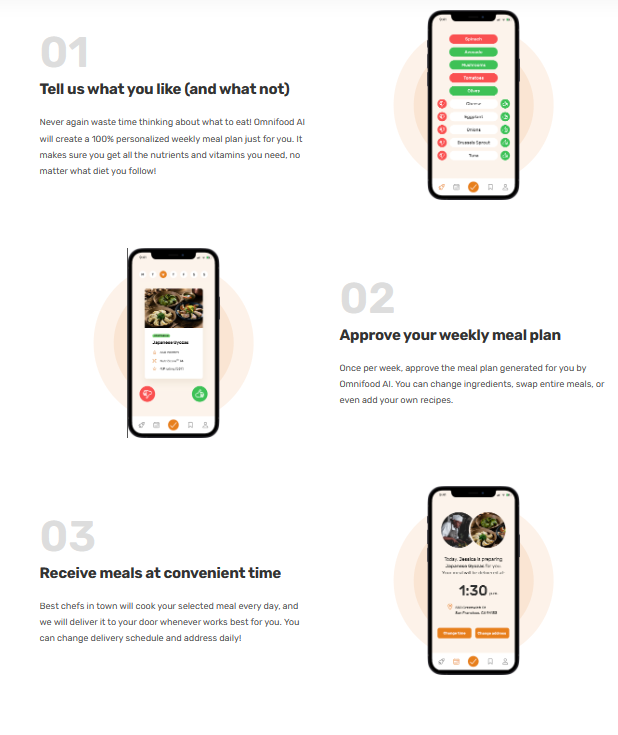 01
Tell us what you like (and what not)
Never again waste time thinking about what to eat! Omnifood AI
will create a 100% personalized weekly meal plan just for you. It
makes sure you get all the nutrients and vitamins you need, no
matter what diet you follow!
Spinach
Avocado
Mushrooms
Tomatoes
Olives
Eggplant
Onions
Brussels Sprout
Tuna
Japanese Gyozas
02
Approve your weekly meal plan
Once per week, approve the meal plan generated for you by
Omnifood AI. You can change ingredients, swap entire meals, or
even add your own recipes.
03
Receive meals at convenient time
Best chefs in town will cook your selected meal every day, and
we will deliver it to your door whenever works best for you. You
can change delivery schedule and address daily!
Today, Jessica is preparing
Japanese Gyozas for you.
Your meal will be delivered at
1:30 p.m.
San Francisco, CA
Change time
Change address